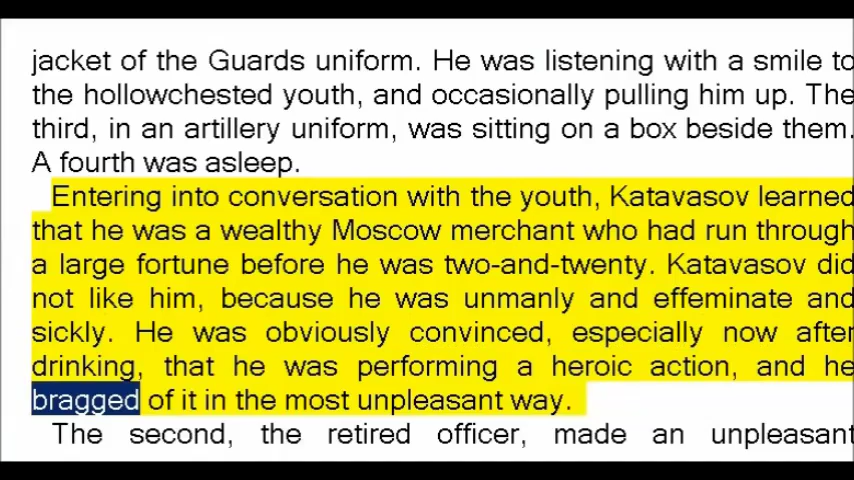 jacket of the Guards uniform. He was listening with a smile to
the hollowchested youth, and occasionally pulling him up. The
third, in an artillery uniform, was sitting on a box beside them.
A fourth was asleep.
Entering into conversation with the youth, Katavasov learned
that he was a wealthy Moscow merchant who had run through
a large fortune before he was two-and-twenty. Katavasov did
not like him, because he was unmanly and effeminate and
sickly. He was obviously convinced, especially now after
drinking, that he was performing a heroic action, and he
bragged of it in the most unpleasant way.
The second, the retired officer, made an unpleasant